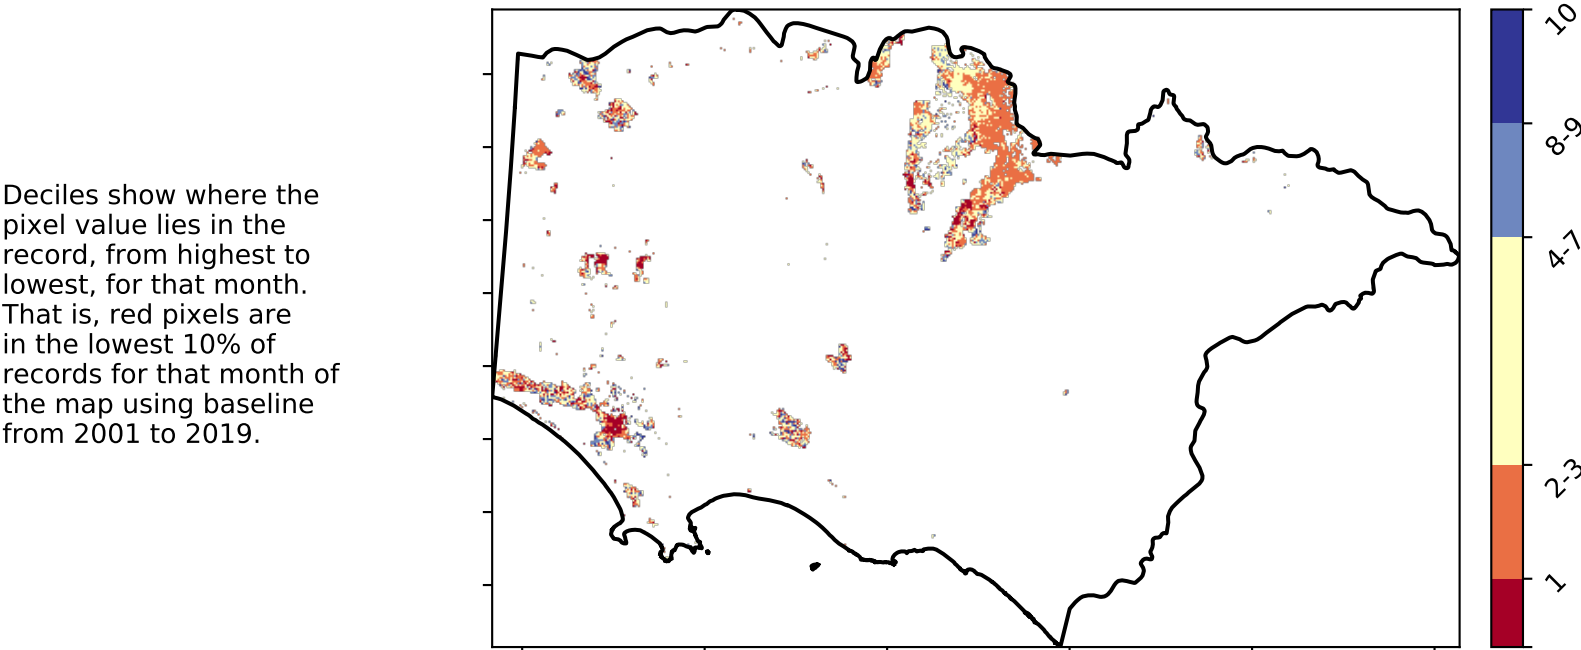 Deciles show where the
pixel value lies in the
record, from highest to
lowest, for that month.
That is, red pixels are
in the lowest 10% of
records for that month of
the map using baseline
from 2001 to 2019.
10
8-9
4-7
2-3
1